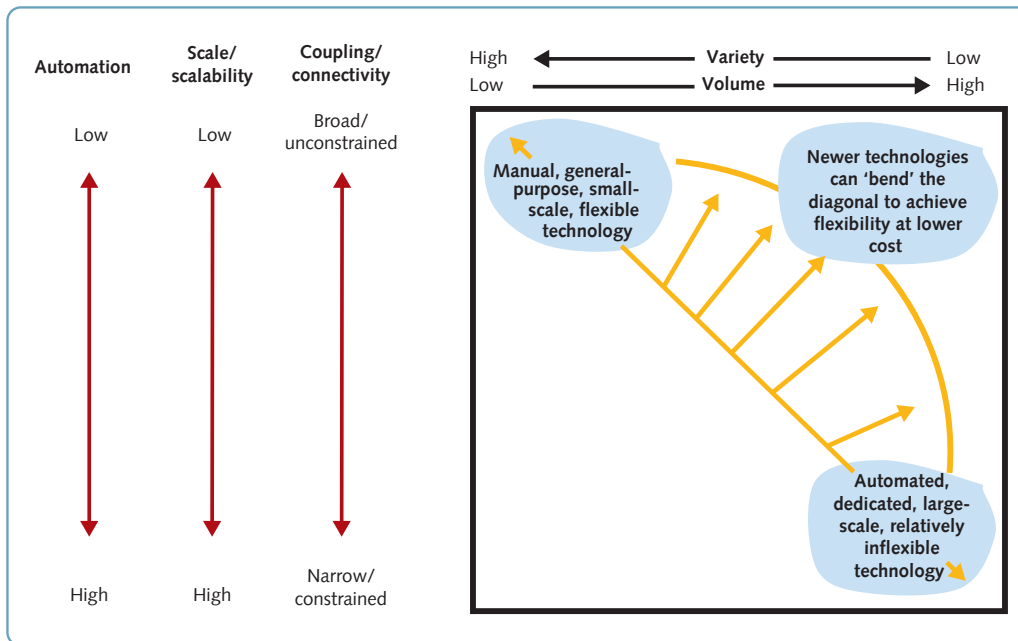 Automation
Scale/
scalability
Coupling/
connectivity
Low
Low
Broad/
unconstrained
High
High
Narrow/
constrained
High
Variety
Low
Low
Volume
High
Manual, general-
purpose, small-
scale, flexible
technology
Newer technologies
can ‘bend’ the
diagonal to achieve
flexibility at lower
cost
Automated,
dedicated, large-
scale, relatively
inflexible
technology